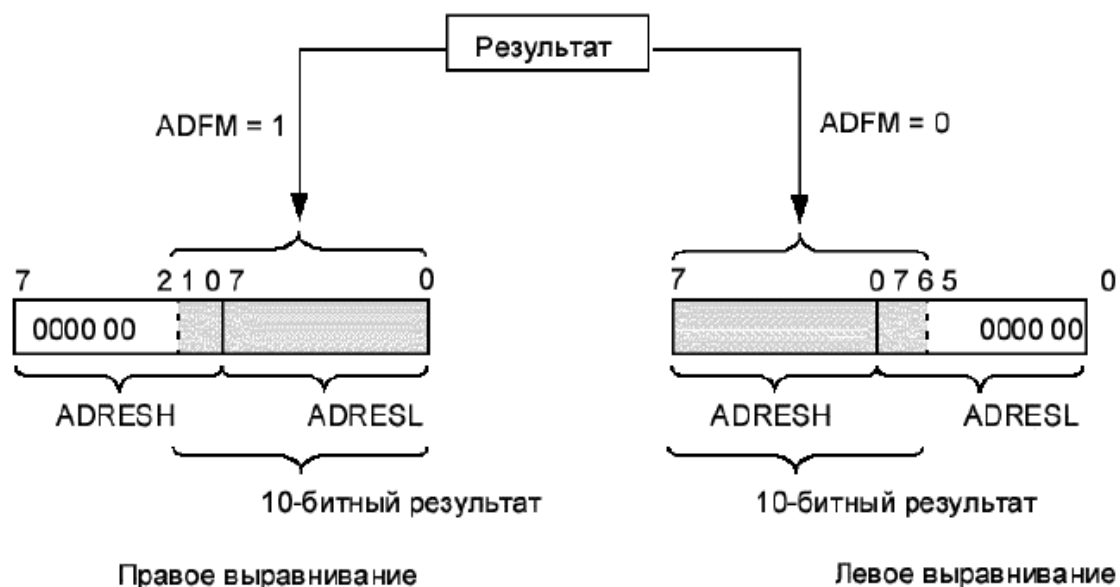 Результат
ADFM = 1
ADFM = 0
7 2 1 0 7 0
7 0 7 6 5 0
0000 00
0000 00
ADRESH
ADRESL
ADRESH
ADRESL
10-битный результат
10-битный результат
Правое выравнивание
Левое выравнивание